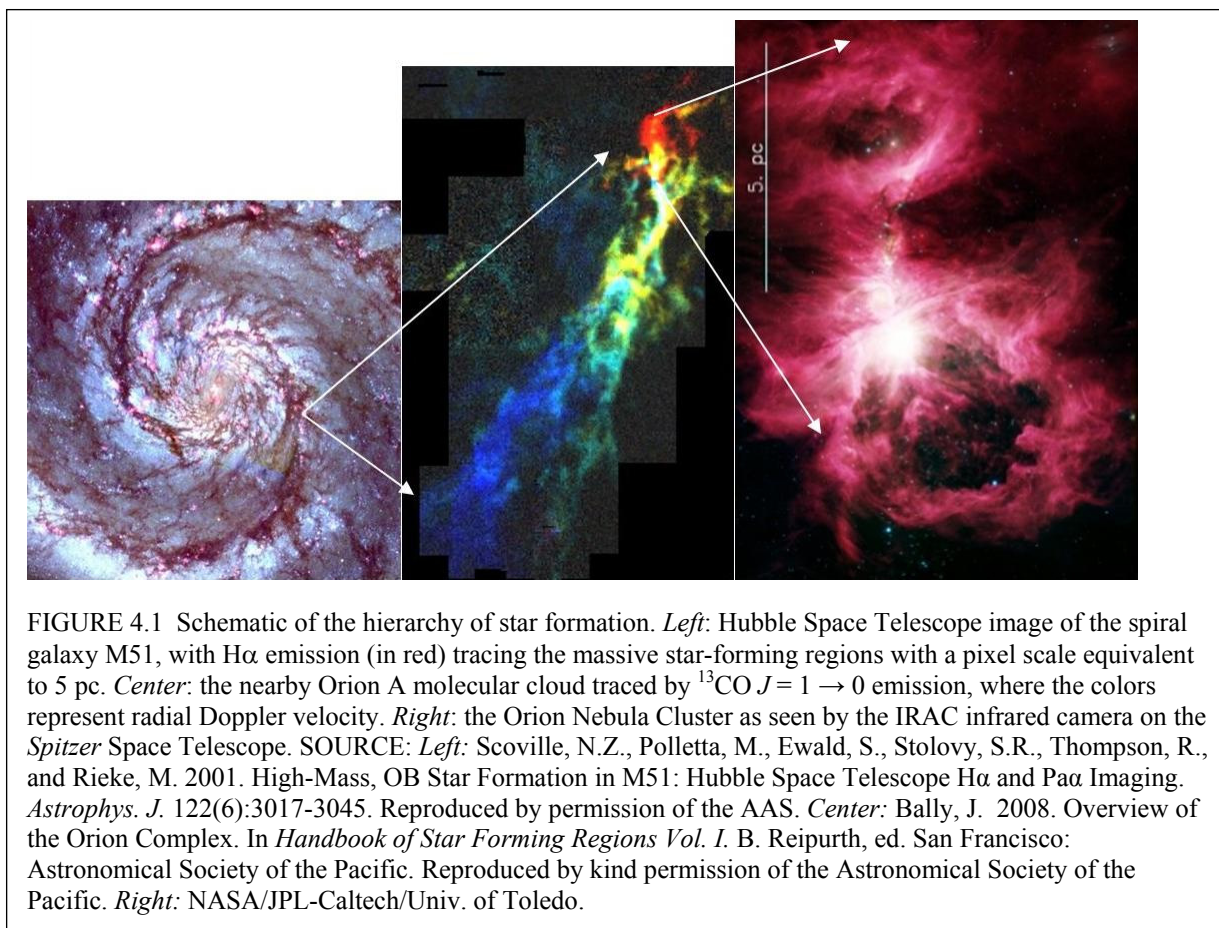 5. pc
FIGURE 4.1 Schematic of the hierarchy of star formation. Left: Hubble Space Telescope image of the spiral
galaxy M51, with Hα emission (in red) tracing the massive star-forming regions with a pixel scale equivalent
to 5 pc. Center: the nearby Orion A molecular cloud traced by ¹³CO J = 1 → 0 emission, where the colors
represent radial Doppler velocity. Right: the Orion Nebula Cluster as seen by the IRAC infrared camera on the
Spitzer Space Telescope. SOURCE: Left: Scoville, N.Z., Polletta, M., Ewald, S., Stolovy, S.R., Thompson, R.,
and Rieke, M. 2001. High-Mass, OB Star Formation in M51: Hubble Space Telescope Hα and Paα Imaging.
Astrophys. J. 122(6):3017-3045. Reproduced by permission of the AAS. Center: Bally, J. 2008. Overview of
the Orion Complex. In Handbook of Star Forming Regions Vol. I. B. Reipurth, ed. San Francisco:
Astronomical Society of the Pacific. Reproduced by kind permission of the Astronomical Society of the
Pacific. Right: NASA/JPL-Caltech/Univ. of Toledo.